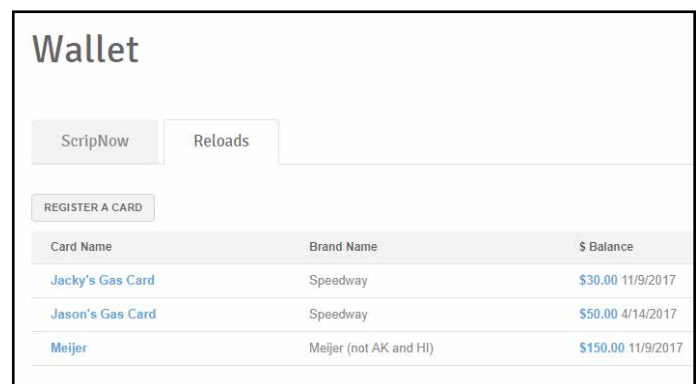 Wallet
ScripNow Reloads
REGISTER A CARD
Card Name Brand Name $ Balance
Jacky's Gas Card Speedway $30.00 11/9/2017
Jason's Gas Card Speedway $50.00 4/14/2017
Meijer Meijer (not AK and HI) $150.00 11/9/2017